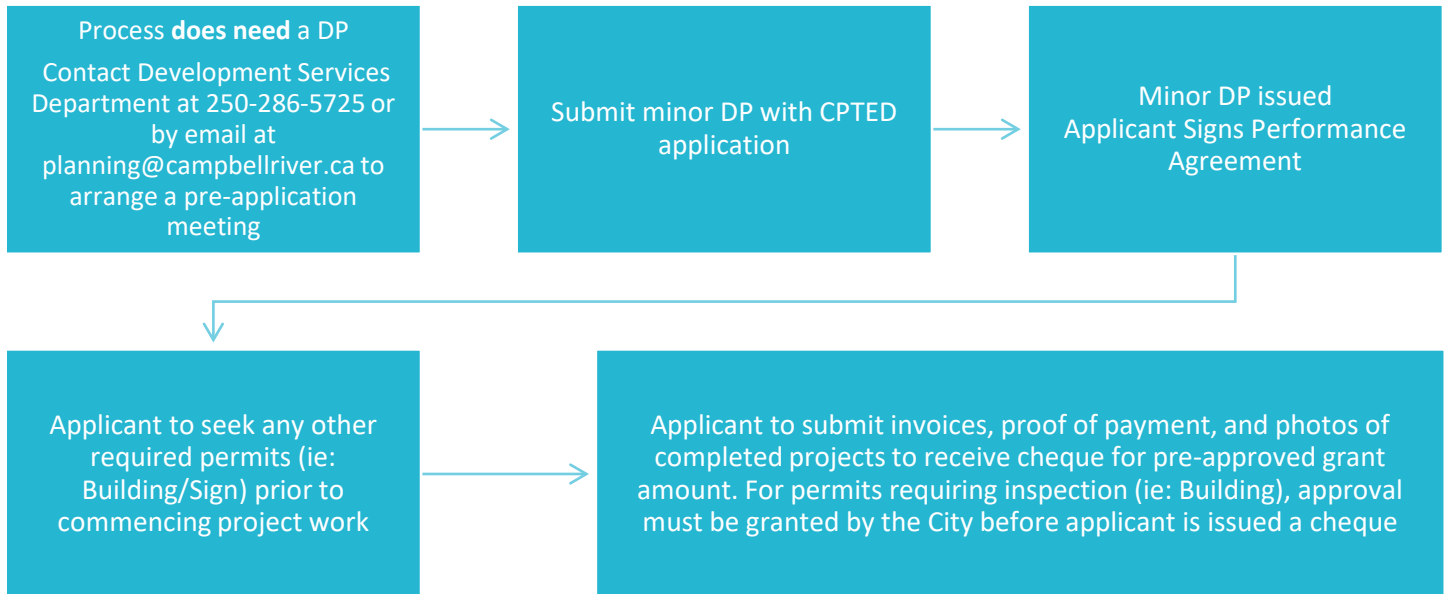 Process does need a DP
Contact Development Services
Department at 250-286-5725 or
by email at
planning@campbellriver.ca to
arrange a pre-application
meeting
Submit minor DP with CPTED
application
Minor DP issued
Applicant Signs Performance
Agreement
Applicant to seek any other
required permits (ie:
Building/Sign) prior to
commencing project work
Applicant to submit invoices, proof of payment, and photos of
completed projects to receive cheque for pre-approved grant
amount. For permits requiring inspection (ie: Building), approval
must be granted by the City before applicant is issued a cheque